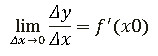 lim Δx→0 Δy/Δx = f'(x0)